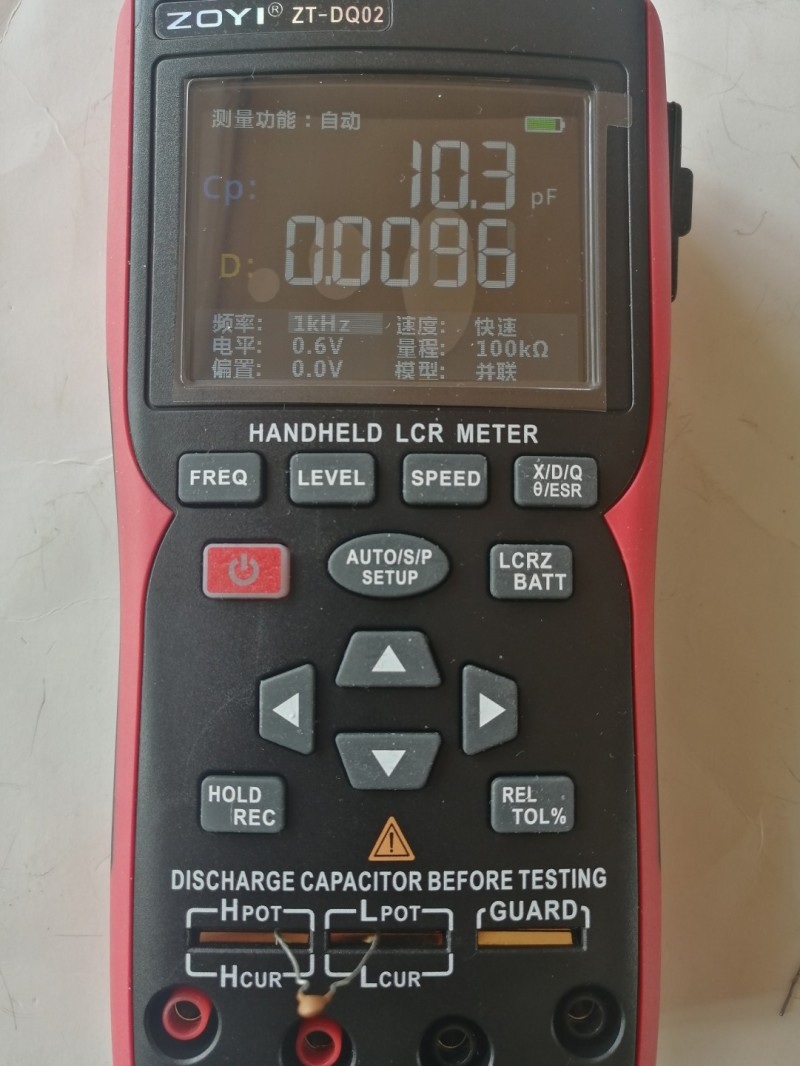 ZOYI® ZT-DQ02
测量功能：自动
Cp: 10.3 pF
D: 0.0096
频率: 1kHz 速度: 快速
电平: 0.6V 量程: 100kΩ
偏置: 0.0V 模型: 并联
HANDHELD LCR METER
FREQ LEVEL SPEED X/D/Q
θ/ESR
AUTO/S/P
SETUP
LCRZ
BATT
HOLD
REC
REL
TOL%
DISCHARGE CAPACITOR BEFORE TESTING
HPOT LPOT GUARD
HCUR LCUR